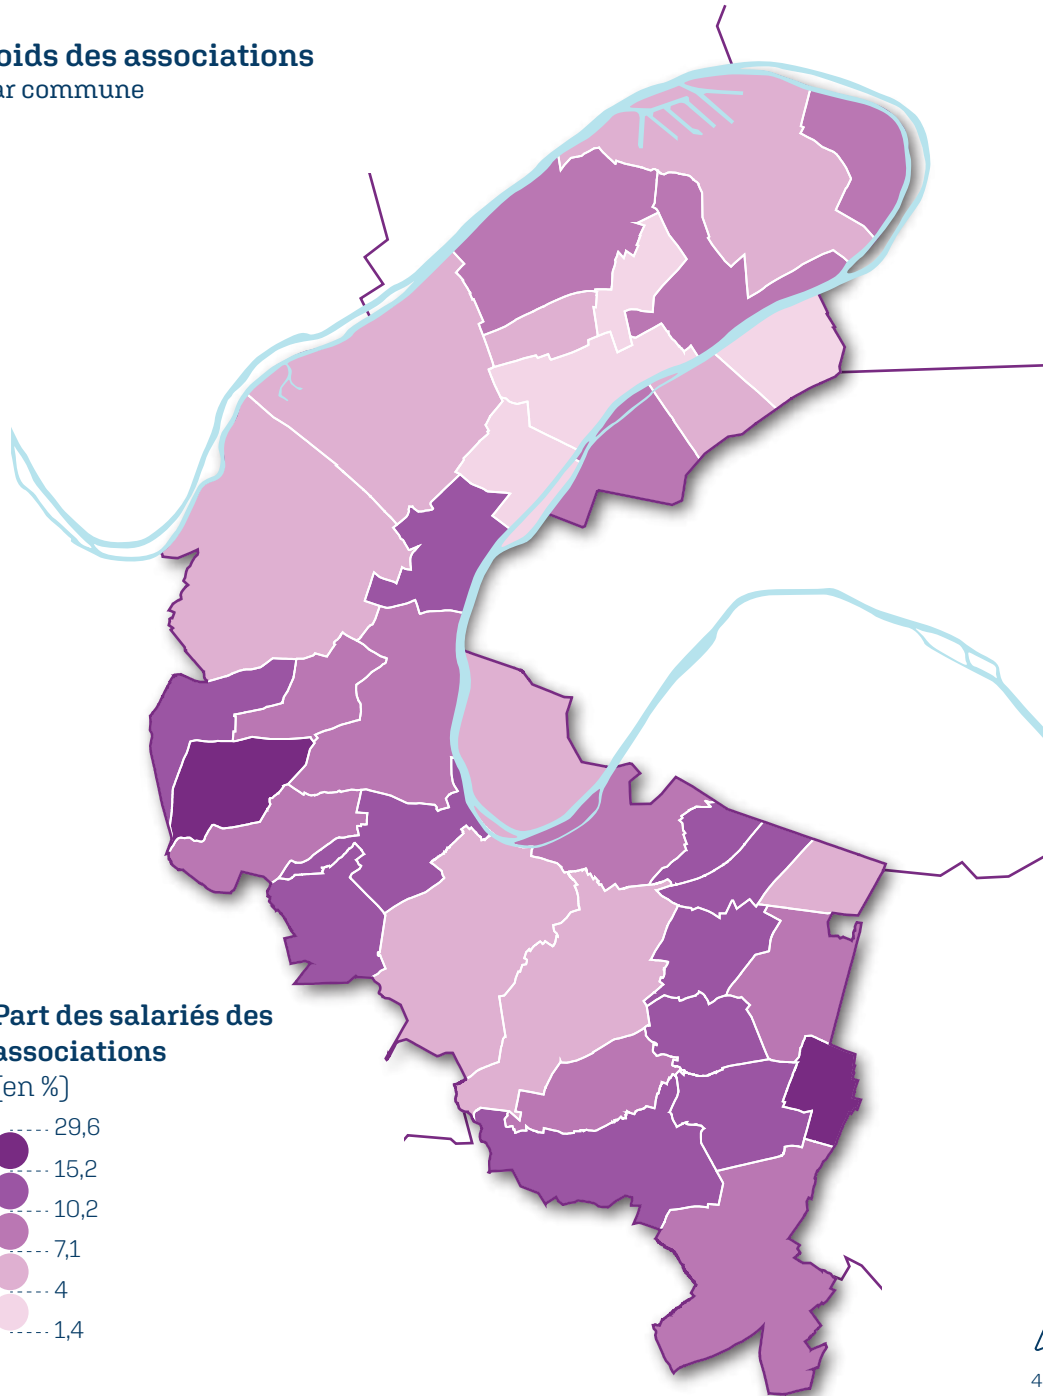 oids des associations
ar commune
Part des salariés des
associations
(en %)
29,6
15,2
10,2
7,1
4
1,4
4